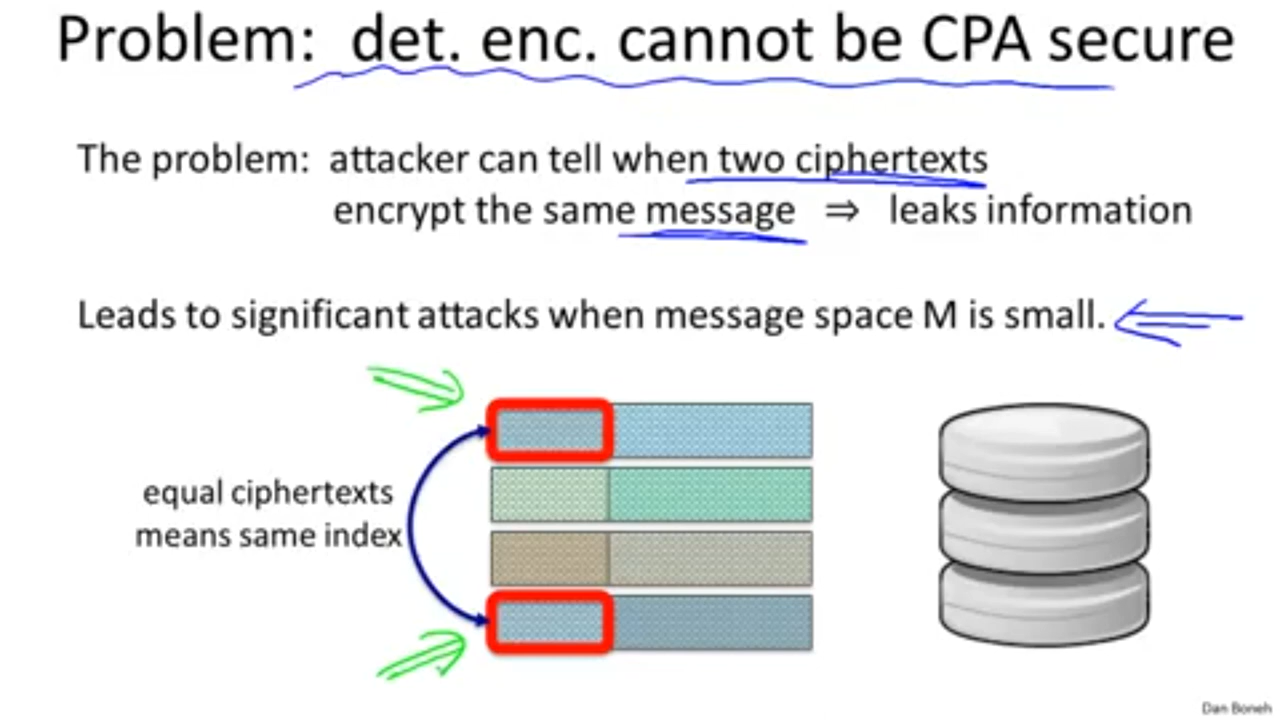 Problem:  det. enc. cannot be CPA secure
The problem:  attacker can tell when two ciphertexts
encrypt the same message  ⇒  leaks information
Leads to significant attacks when message space M is small.
equal ciphertexts
means same index
Dan Boneh